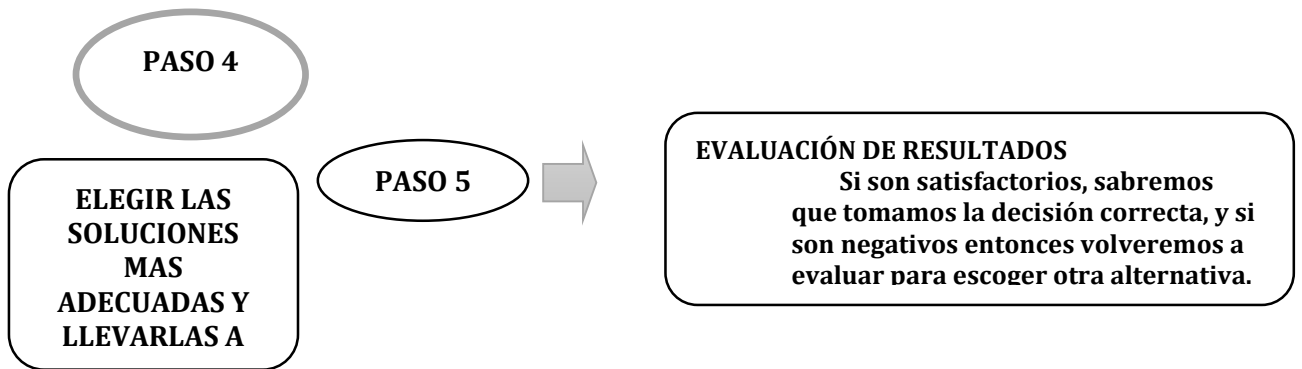 PASO 4
ELEGIR LAS
SOLUCIONES
MAS
ADECUADAS Y
LLEVARLAS A
PASO 5
EVALUACIÓN DE RESULTADOS
Si son satisfactorios, sabremos
que tomamos la decisión correcta, y si
son negativos entonces volveremos a
evaluar para escoger otra alternativa.